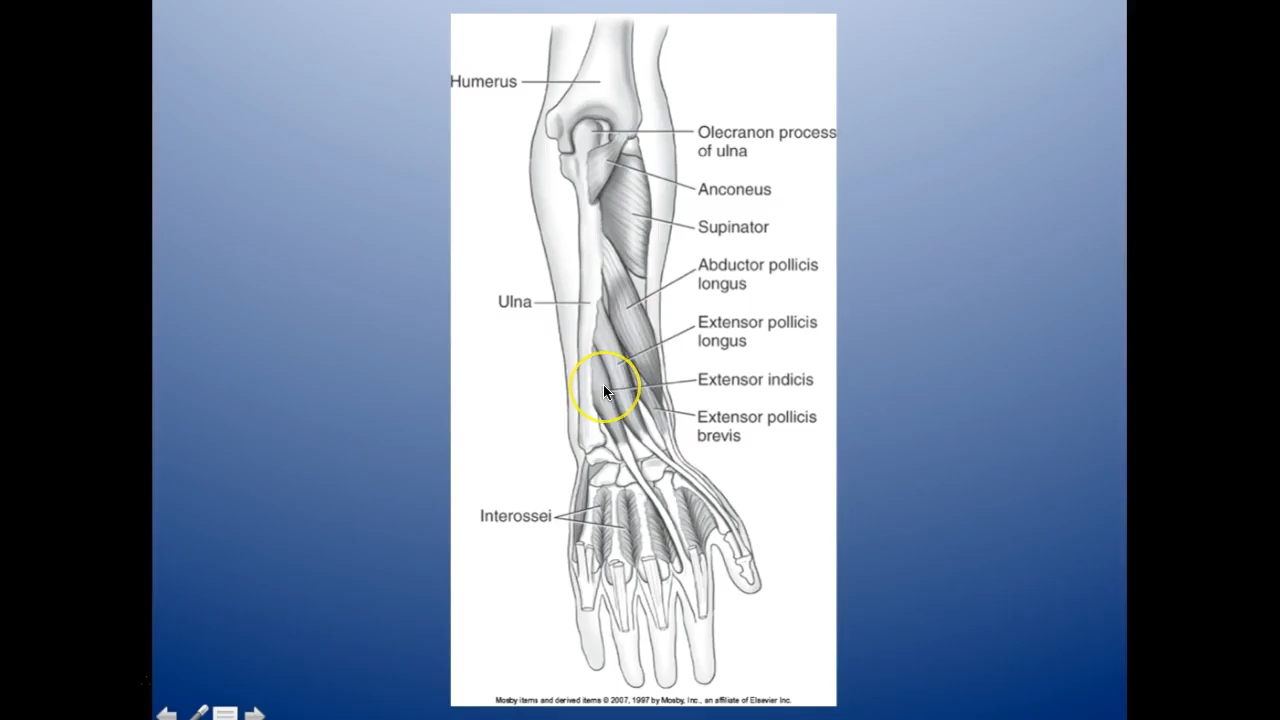 Humerus
Olecranon process
of ulna
Anconeus
Supinator
Abductor pollicis
longus
Ulna
Extensor pollicis
longus
Extensor indicis
Extensor pollicis
brevis
Interossei
Mosby items and derived items © 2007, 1997 by Mosby, Inc., an affiliate of Elsevier Inc.